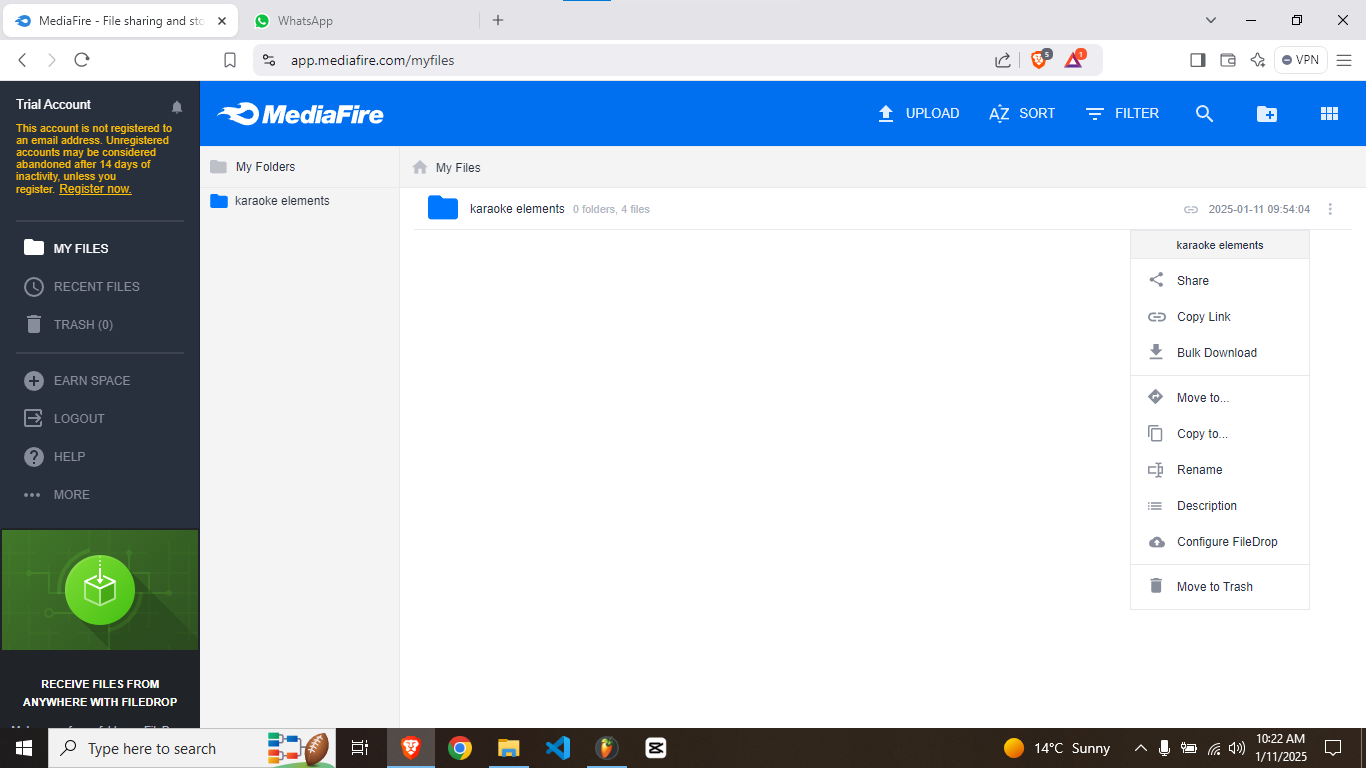 MediaFire - File sharing and sto
WhatsApp
app.mediafire.com/myfiles
5
1
VPN
Trial Account
This account is not registered to
an email address. Unregistered
accounts may be considered
abandoned after 14 days of
inactivity, unless you
register. Register now.
MY FILES
RECENT FILES
TRASH (0)
EARN SPACE
LOGOUT
HELP
MORE
RECEIVE FILES FROM
ANYWHERE WITH FILEDROP
MediaFire
UPLOAD
AZ SORT
FILTER
My Folders
karaoke elements
My Files
karaoke elements 0 folders, 4 files 2025-01-11 09:54:04
karaoke elements
Share
Copy Link
Bulk Download
Move to...
Copy to...
Rename
Description
Configure FileDrop
Move to Trash
Type here to search
14°C Sunny
10:22 AM
1/11/2025